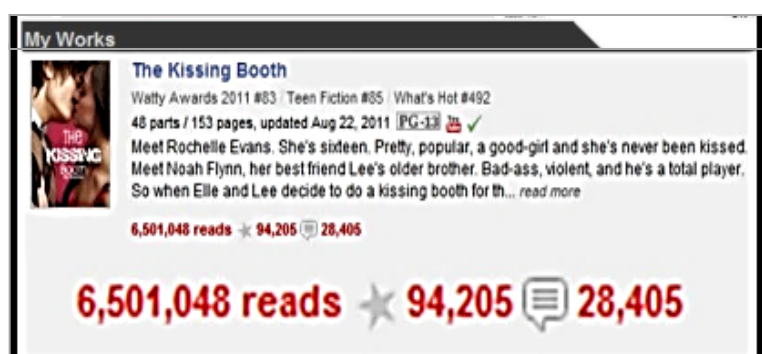 My Works
The Kissing Booth
Watty Awards 2011 #83 / Teen Fiction #85 / What's Hot #492
48 parts / 153 pages, updated Aug 22, 2011 PG-13
Meet Rochelle Evans. She's sixteen. Pretty, popular, a good-girl and she's never been kissed.
Meet Noah Flynn, her best friend Lee's older brother. Bad-ass, violent, and he's a total player.
So when Elle and Lee decide to do a kissing booth for th... read more
THE
KISSING
BOOTH
6,501,048 reads 94,205 28,405
6,501,048 reads 94,205 28,405